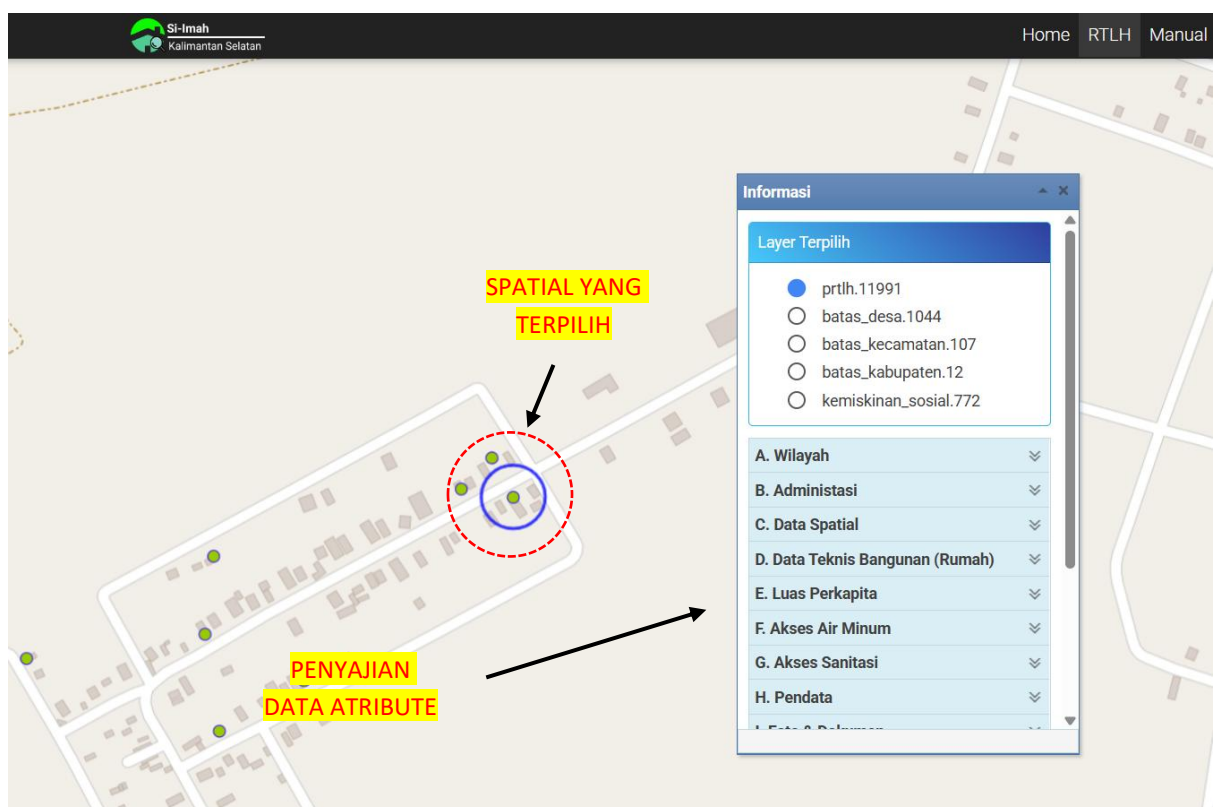 Si-Imah
Kalimantan Selatan
Home RTLH Manual
Informasi
Layer Terpilih
prtlh.11991
batas_desa.1044
batas_kecamatan.107
batas_kabupaten.12
kemiskinan_sosial.772
A. Wilayah
B. Administasi
C. Data Spatial
D. Data Teknis Bangunan (Rumah)
E. Luas Perkapita
F. Akses Air Minum
G. Akses Sanitasi
H. Pendata
SPATIAL YANG
TERPILIH
PENYAJIAN
DATA ATRIBUTE